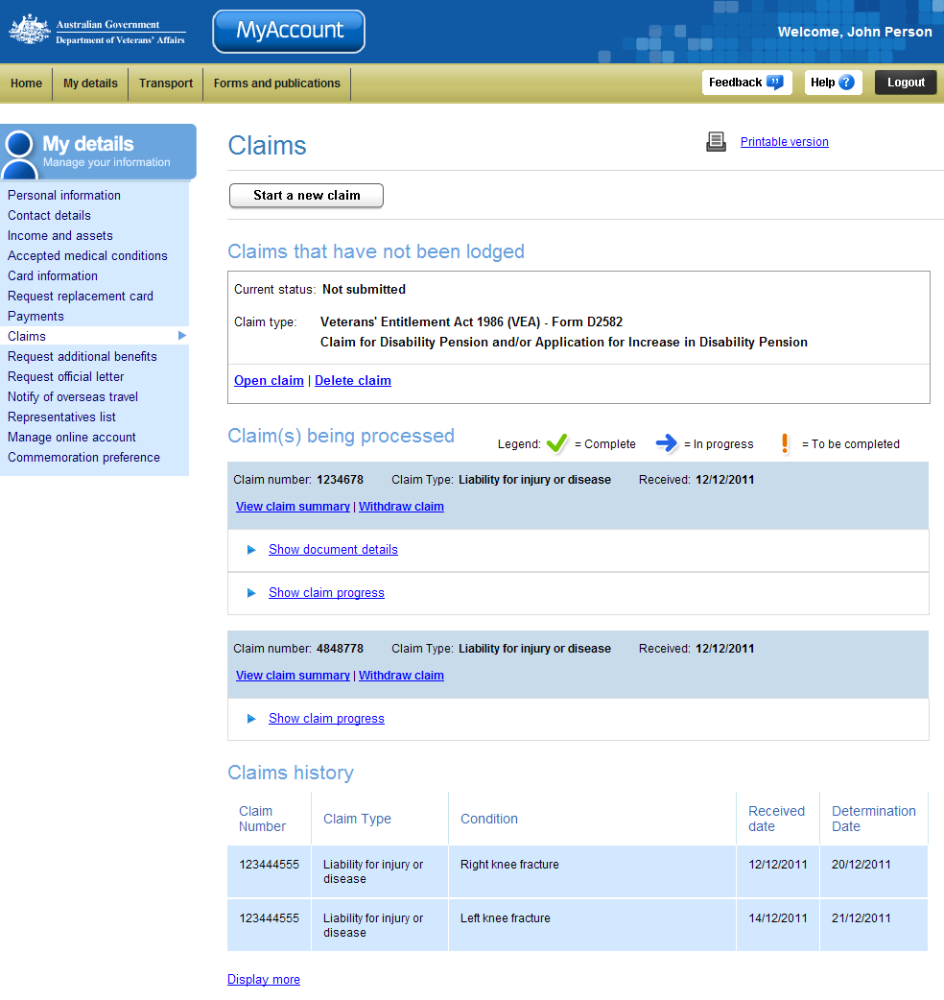 Australian Government
Department of Veterans' Affairs
MyAccount
Welcome, John Person
Home
My details
Transport
Forms and publications
Feedback
Help ?
Logout
My details
Manage your information
Personal information
Contact details
Income and assets
Accepted medical conditions
Card information
Request replacement card
Payments
Claims
Request additional benefits
Request official letter
Notify of overseas travel
Representatives list
Manage online account
Commemoration preference
Claims
Printable version
Start a new claim
Claims that have not been lodged
Current status: Not submitted
Claim type: Veterans' Entitlement Act 1986 (VEA) - Form D2582
Claim for Disability Pension and/or Application for Increase in Disability Pension
Open claim | Delete claim
Claim(s) being processed
Legend: = Complete = In progress = To be completed
Claim number: 1234678 Claim Type: Liability for injury or disease Received: 12/12/2011
View claim summary | Withdraw claim
Show document details
Show claim progress
Claim number: 4848778 Claim Type: Liability for injury or disease Received: 12/12/2011
View claim summary | Withdraw claim
Show claim progress
Claims history
Claim Number
Claim Type
Condition
Received date
Determination Date
123444555 Liability for injury or disease Right knee fracture 12/12/2011 20/12/2011
123444555 Liability for injury or disease Left knee fracture 14/12/2011 21/12/2011
Display more